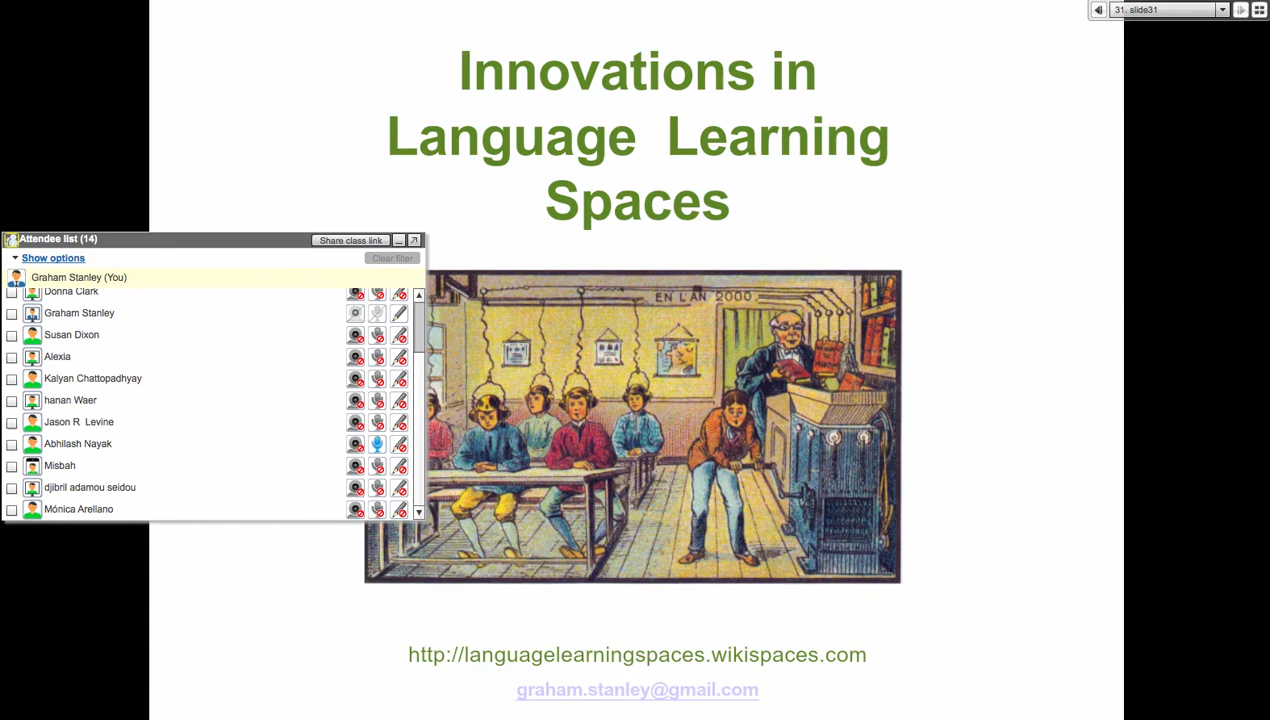 31. slide31
Innovations in
Language Learning
Spaces
Attendee list (14)
Share class link
Show options
Clear filter
Graham Stanley (You)
Donna Clark
Graham Stanley
Susan Dixon
Alexia
Kalyan Chattopadhyay
hanan Waer
Jason R Levine
Abhilash Nayak
Misbah
djibril adamou seidou
Mónica Arellano
EN L'AN 2000
http://languagelearningspaces.wikispaces.com
graham.stanley@gmail.com